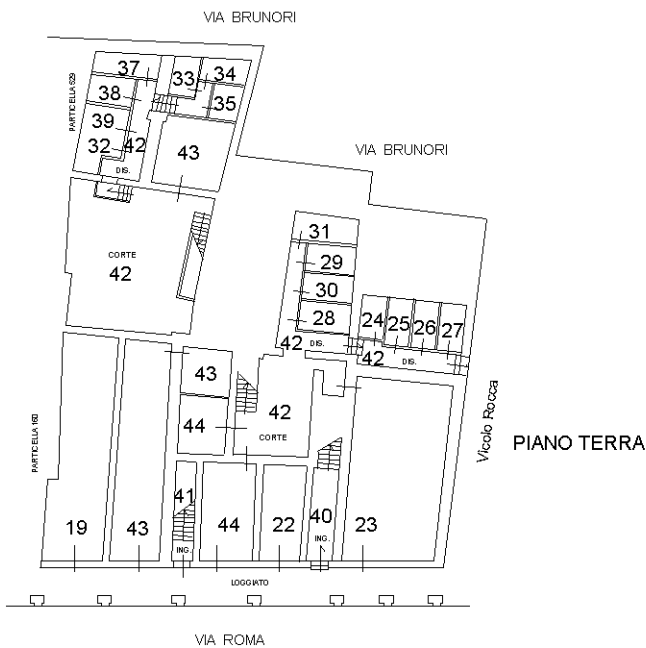 VIA BRUNORI
PARTICELLA 529
37
33
34
38
35
39
32
42
43
DIS.
VIA BRUNORI
CORTE
42
31
29
30
28
24
25
26
27
42
DIS.
42
DIS.
43
44
42
CORTE
Vicolo Rocca
PIANO TERRA
PARTICELLA 160
19
43
41
ING.
44
22
40
ING.
23
LOGGIATO
VIA ROMA